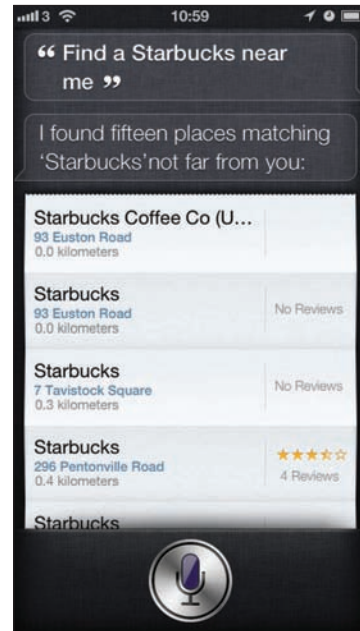 3 10:59
“ Find a Starbucks near
me ”
I found fifteen places matching
‘Starbucks’not far from you:
Starbucks Coffee Co (U…
93 Euston Road
0.0 kilometers
Starbucks
93 Euston Road
0.0 kilometers
No Reviews
Starbucks
7 Tavistock Square
0.3 kilometers
No Reviews
Starbucks
296 Pentonville Road
0.4 kilometers
4 Reviews
Starbucks